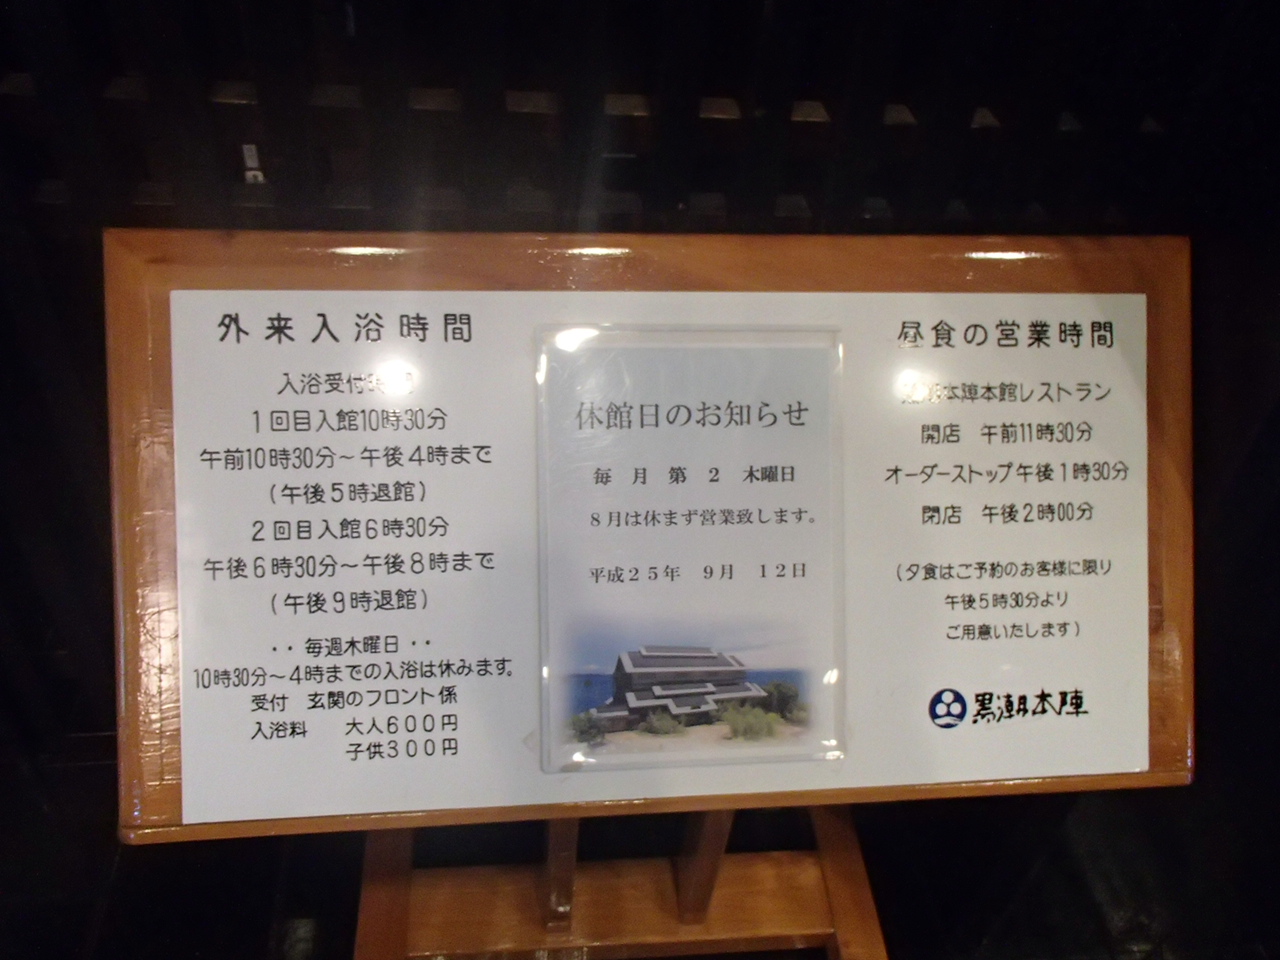 外来入浴時間
入浴受付時間
1回目入館10時30分
午前10時30分～午後4時まで
(午後5時退館)
2回目入館6時30分
午後6時30分～午後8時まで
(午後9時退館)
・・毎週木曜日・・
10時30分～4時までの入浴は休みます。
受付　玄関のフロント係
入浴料　大人600円
子供300円
休館日のお知らせ
毎　月　第　2　木曜日
8月は休まず営業致します。
平成25年　9月　12日
昼食の営業時間
黒潮本陣本館レストラン
開店　午前11時30分
オーダーストップ午後1時30分
閉店　午後2時00分
(夕食はご予約のお客様に限り
午後5時30分より
ご用意いたします)
黒潮本陣